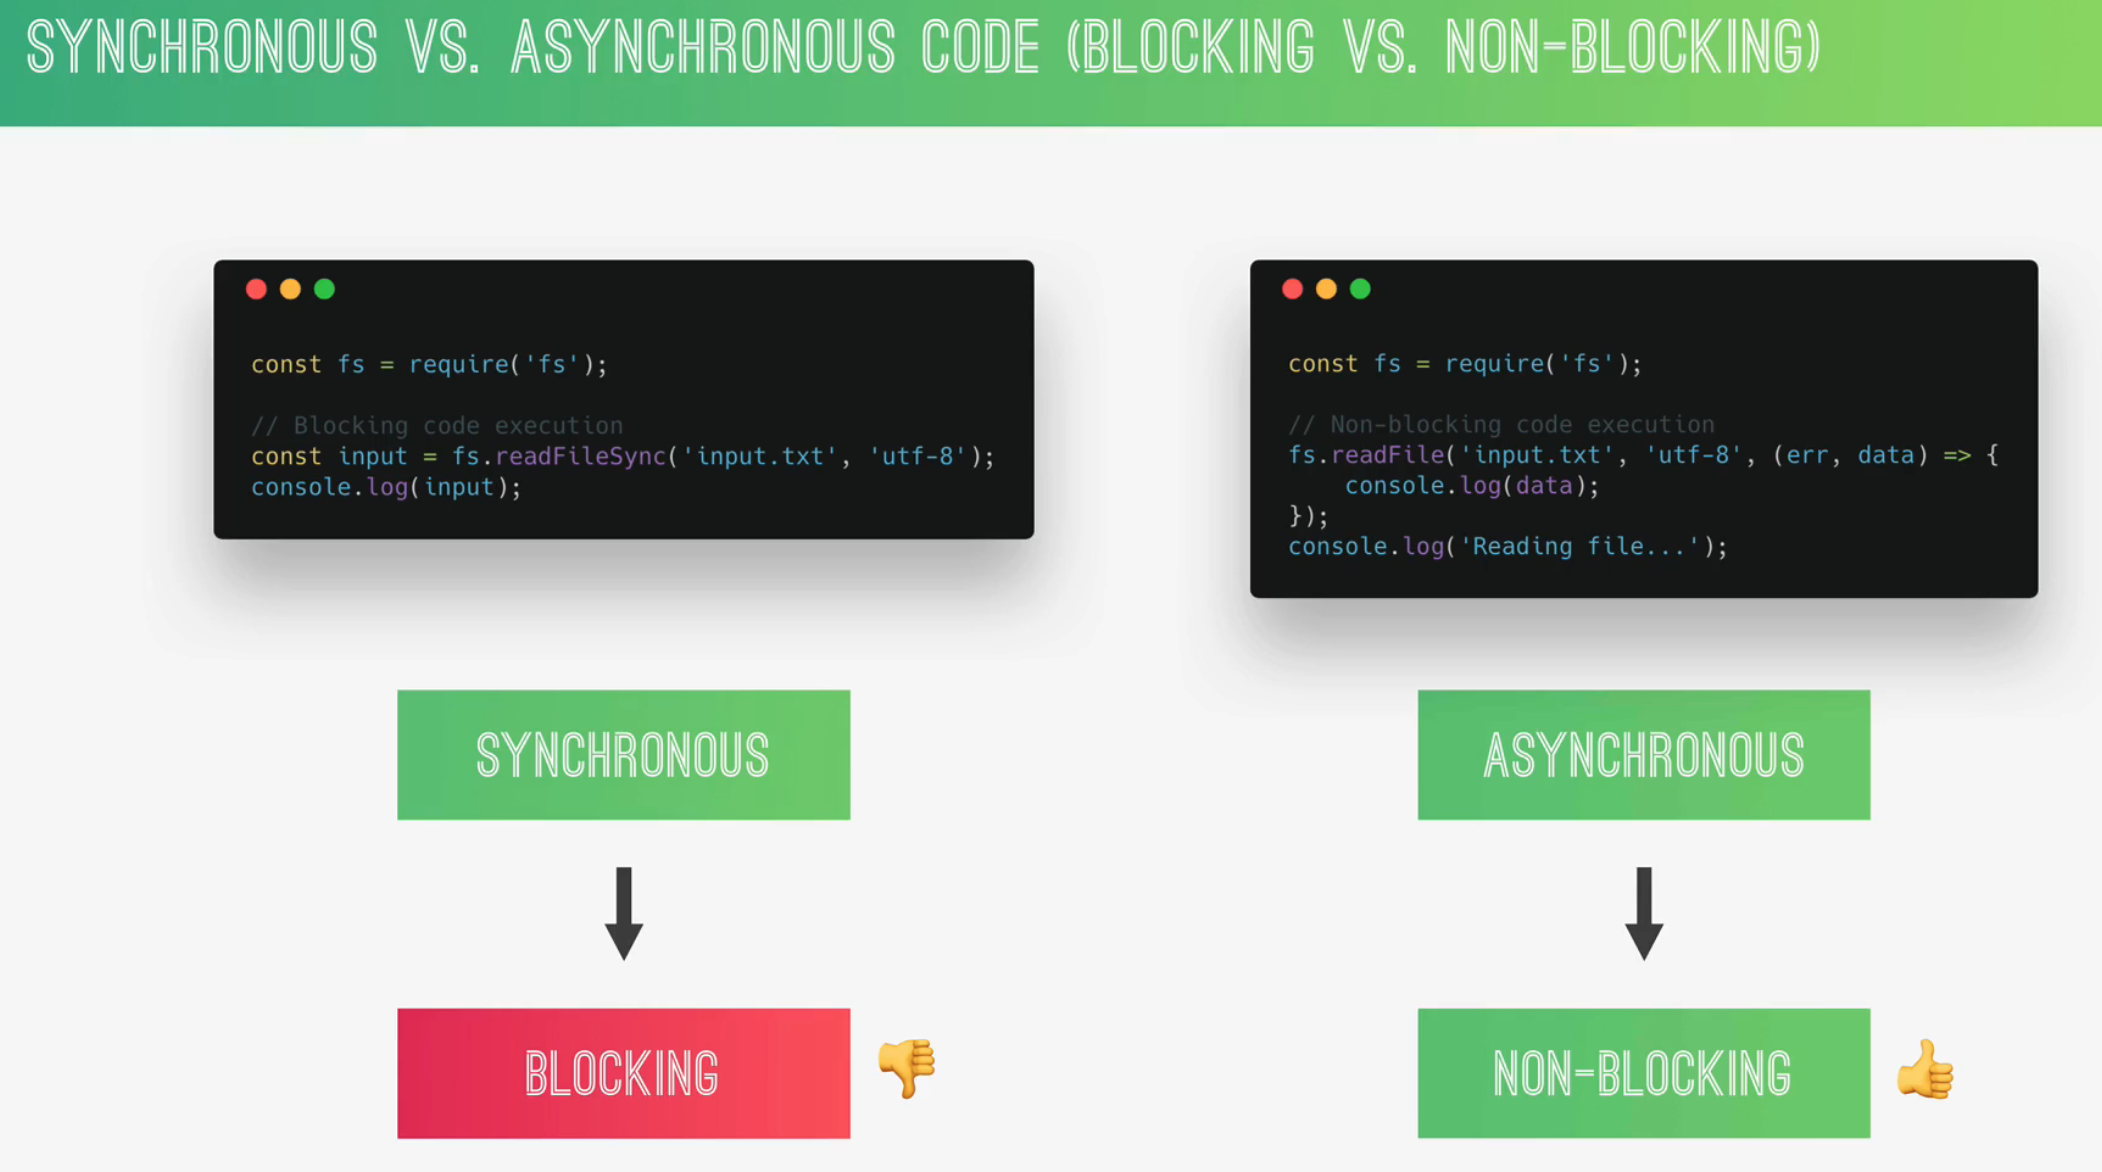 SYNCHRONOUS VS. ASYNCHRONOUS CODE (BLOCKING VS. NON-BLOCKING)
const fs = require('fs');
// Blocking code execution
const input = fs.readFileSync('input.txt', 'utf-8');
console.log(input);
SYNCHRONOUS
BLOCKING
const fs = require('fs');
// Non-blocking code execution
fs.readFile('input.txt', 'utf-8', (err, data) => {
    console.log(data);
});
console.log('Reading file...');
ASYNCHRONOUS
NON-BLOCKING